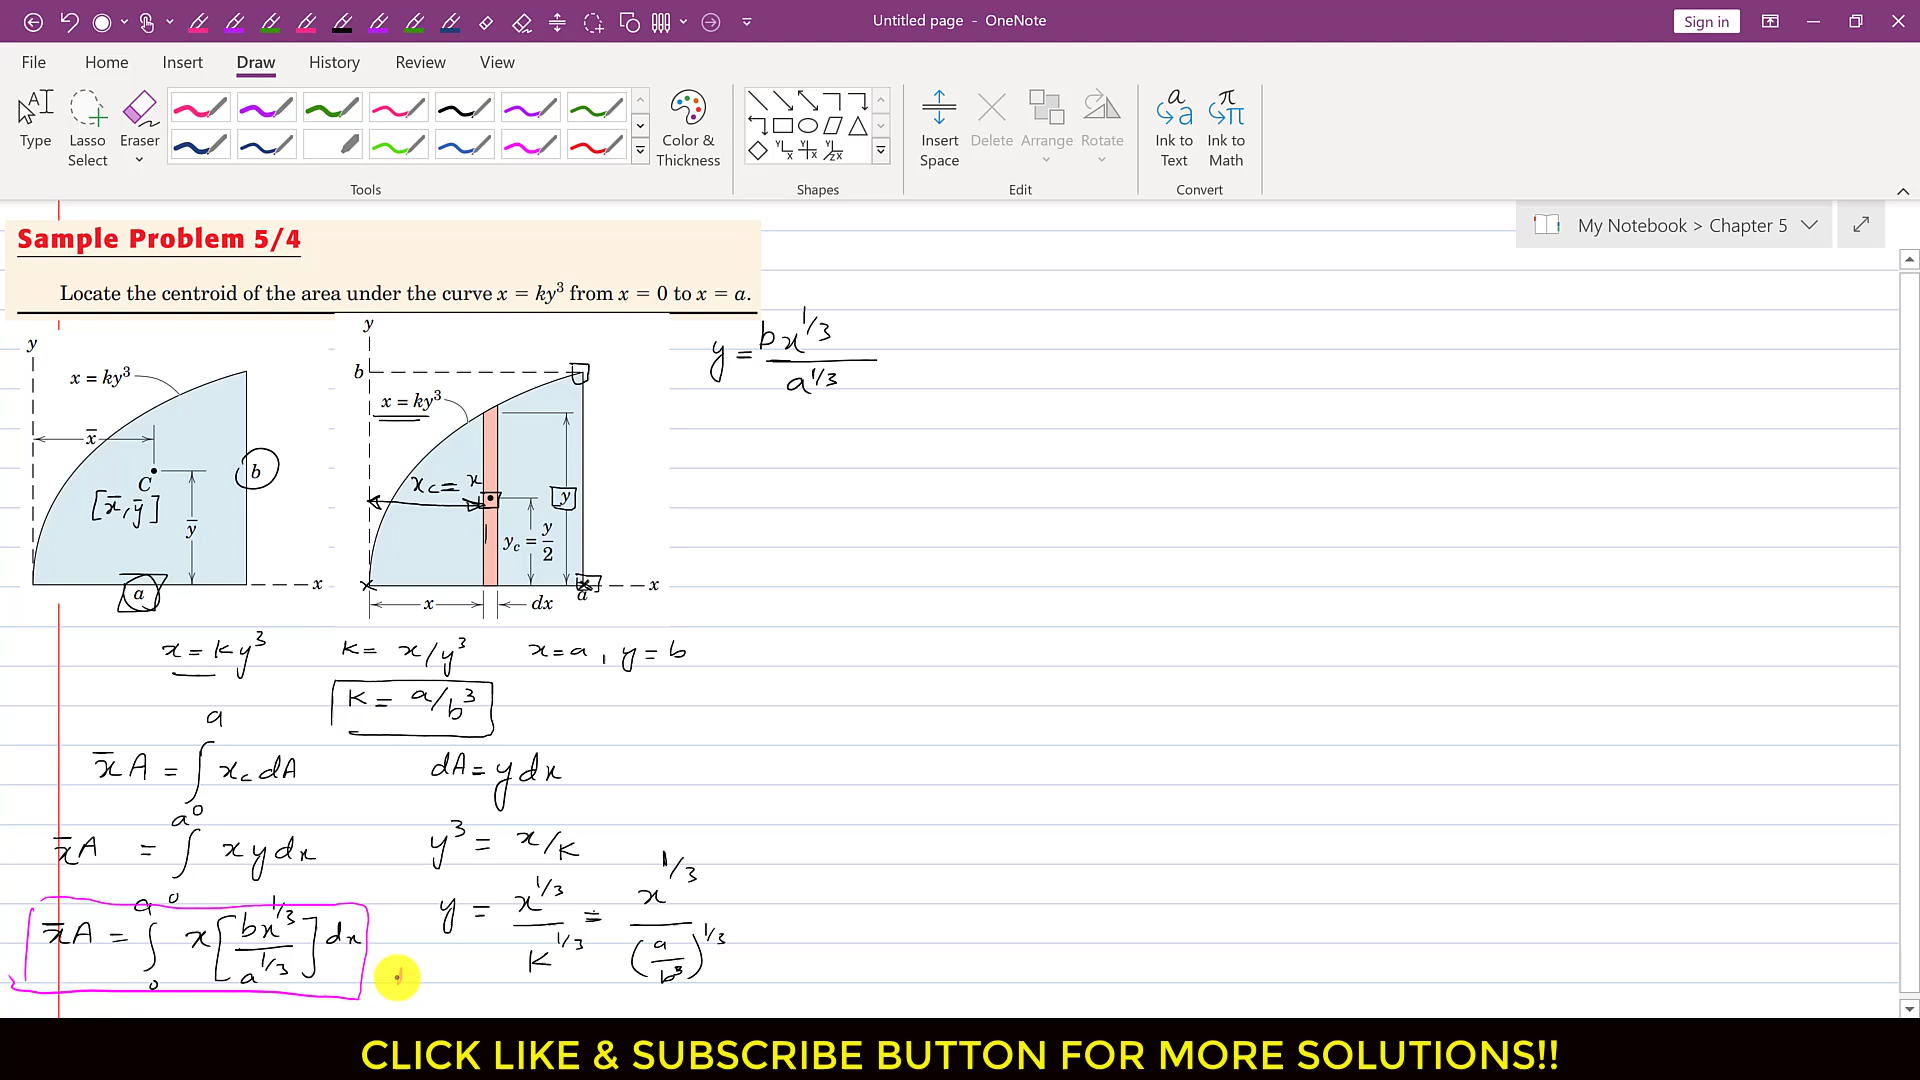 Untitled page - OneNote
Sign in
File Home Insert Draw History Review View
Type
Lasso Select
Eraser
Color & Thickness
Insert Space
Delete
Arrange
Rotate
Ink to Text
Ink to Math
Tools
Shapes
Edit
Convert
My Notebook > Chapter 5
Sample Problem 5/4
Locate the centroid of the area under the curve x = ky³ from x = 0 to x = a.
y
x = ky³
x̄
C
[x̄, ȳ]
ȳ
b
a
x
y
b
x = ky³
x_c = x
y
y_c = y/2
a
x
x
dx
y = bx^1/3 / a^1/3
x = ky³ K = x/y³ x = a, y = b
K = a/b³
x̄A = ∫₀ᵃ x_c dA dA = y dx
x̄A = ∫₀ᵃ x y dx y³ = x/K
x̄A = ∫₀ᵃ x [bx^1/3 / a^1/3] dx y = x^1/3 / K^1/3 = x^1/3 / (a/b³)^1/3
CLICK LIKE & SUBSCRIBE BUTTON FOR MORE SOLUTIONS!!